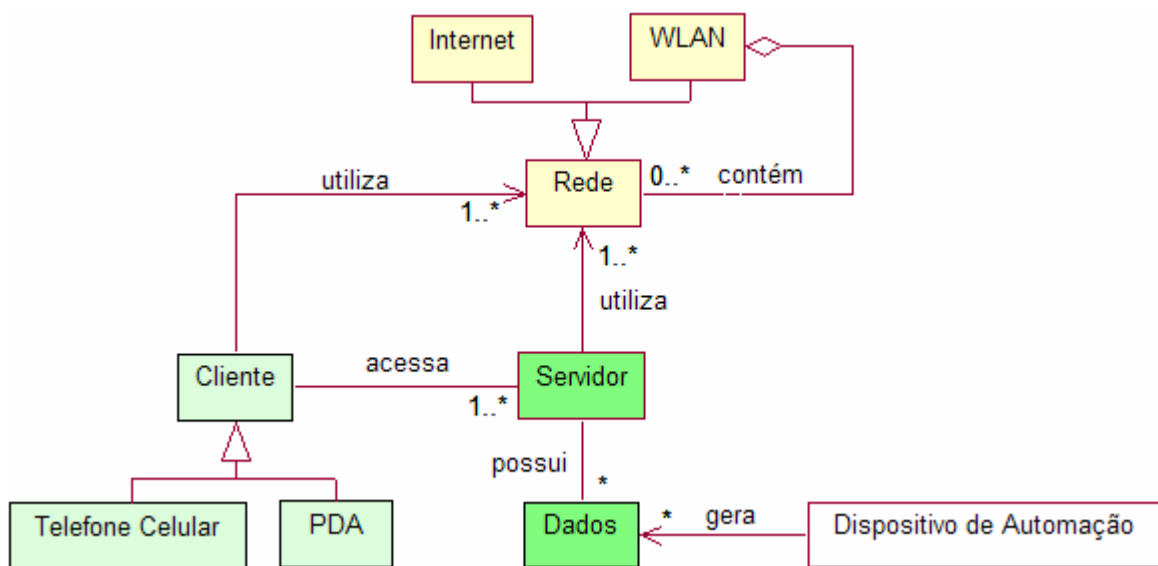 Internet
WLAN
utiliza
1..*
Rede
0..*
contém
1..*
utiliza
Cliente
acessa
1..*
Servidor
possui
*
Telefone Celular
PDA
Dados
*
gera
Dispositivo de Automação